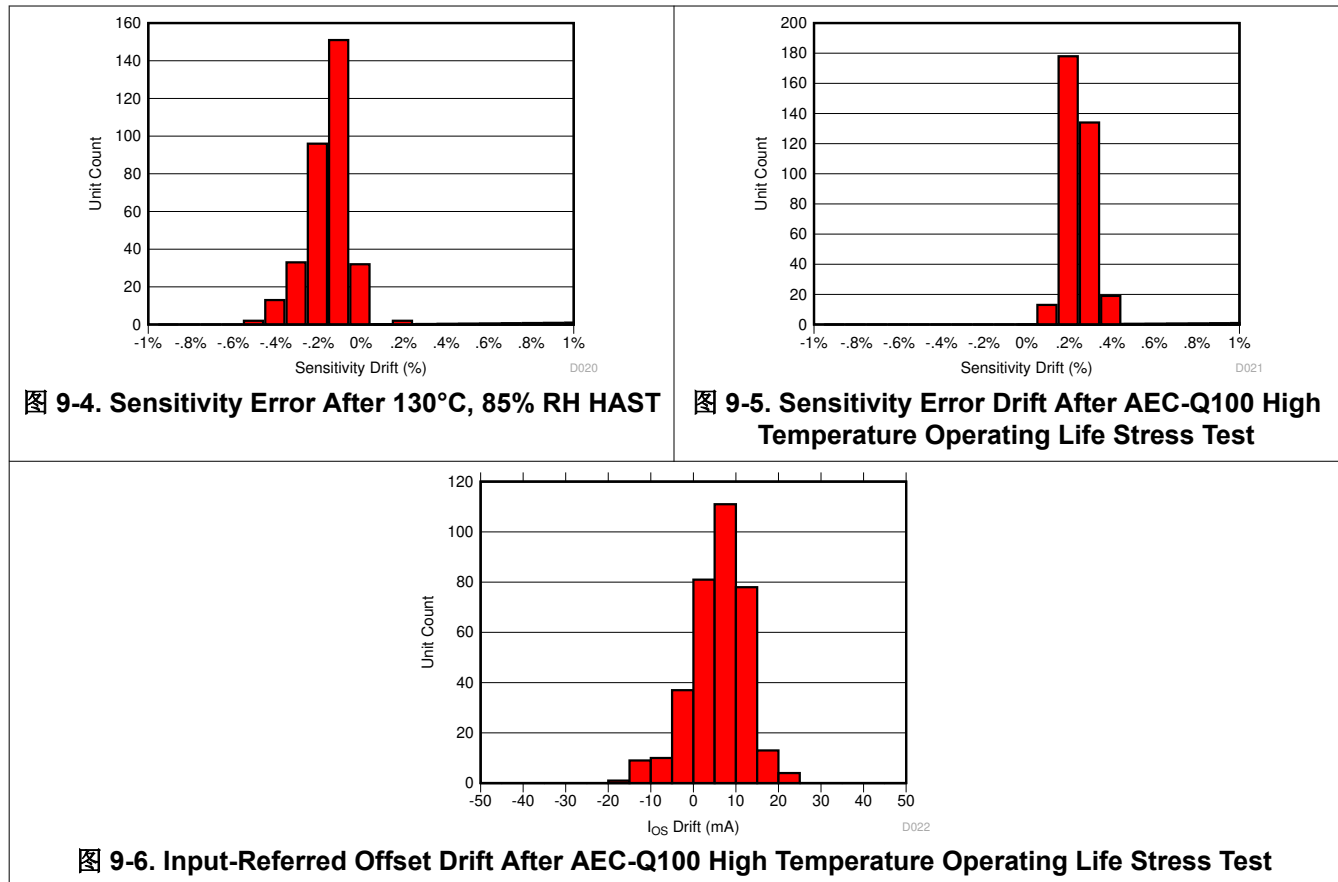 160
140
120
100
80
60
40
20
0
Unit Count
-1% -.8% -.6% -.4% -.2% 0% .2% .4% .6% .8% 1%
Sensitivity Drift (%)
D020
图 9-4. Sensitivity Error After 130°C, 85% RH HAST
200
180
160
140
120
100
80
60
40
20
0
Unit Count
-1% -.8% -.6% -.4% -.2% 0% .2% .4% .6% .8% 1%
Sensitivity Drift (%)
D021
图 9-5. Sensitivity Error Drift After AEC-Q100 High
Temperature Operating Life Stress Test
120
100
80
60
40
20
0
Unit Count
-50 -40 -30 -20 -10 0 10 20 30 40 50
IOS Drift (mA)
D022
图 9-6. Input-Referred Offset Drift After AEC-Q100 High Temperature Operating Life Stress Test